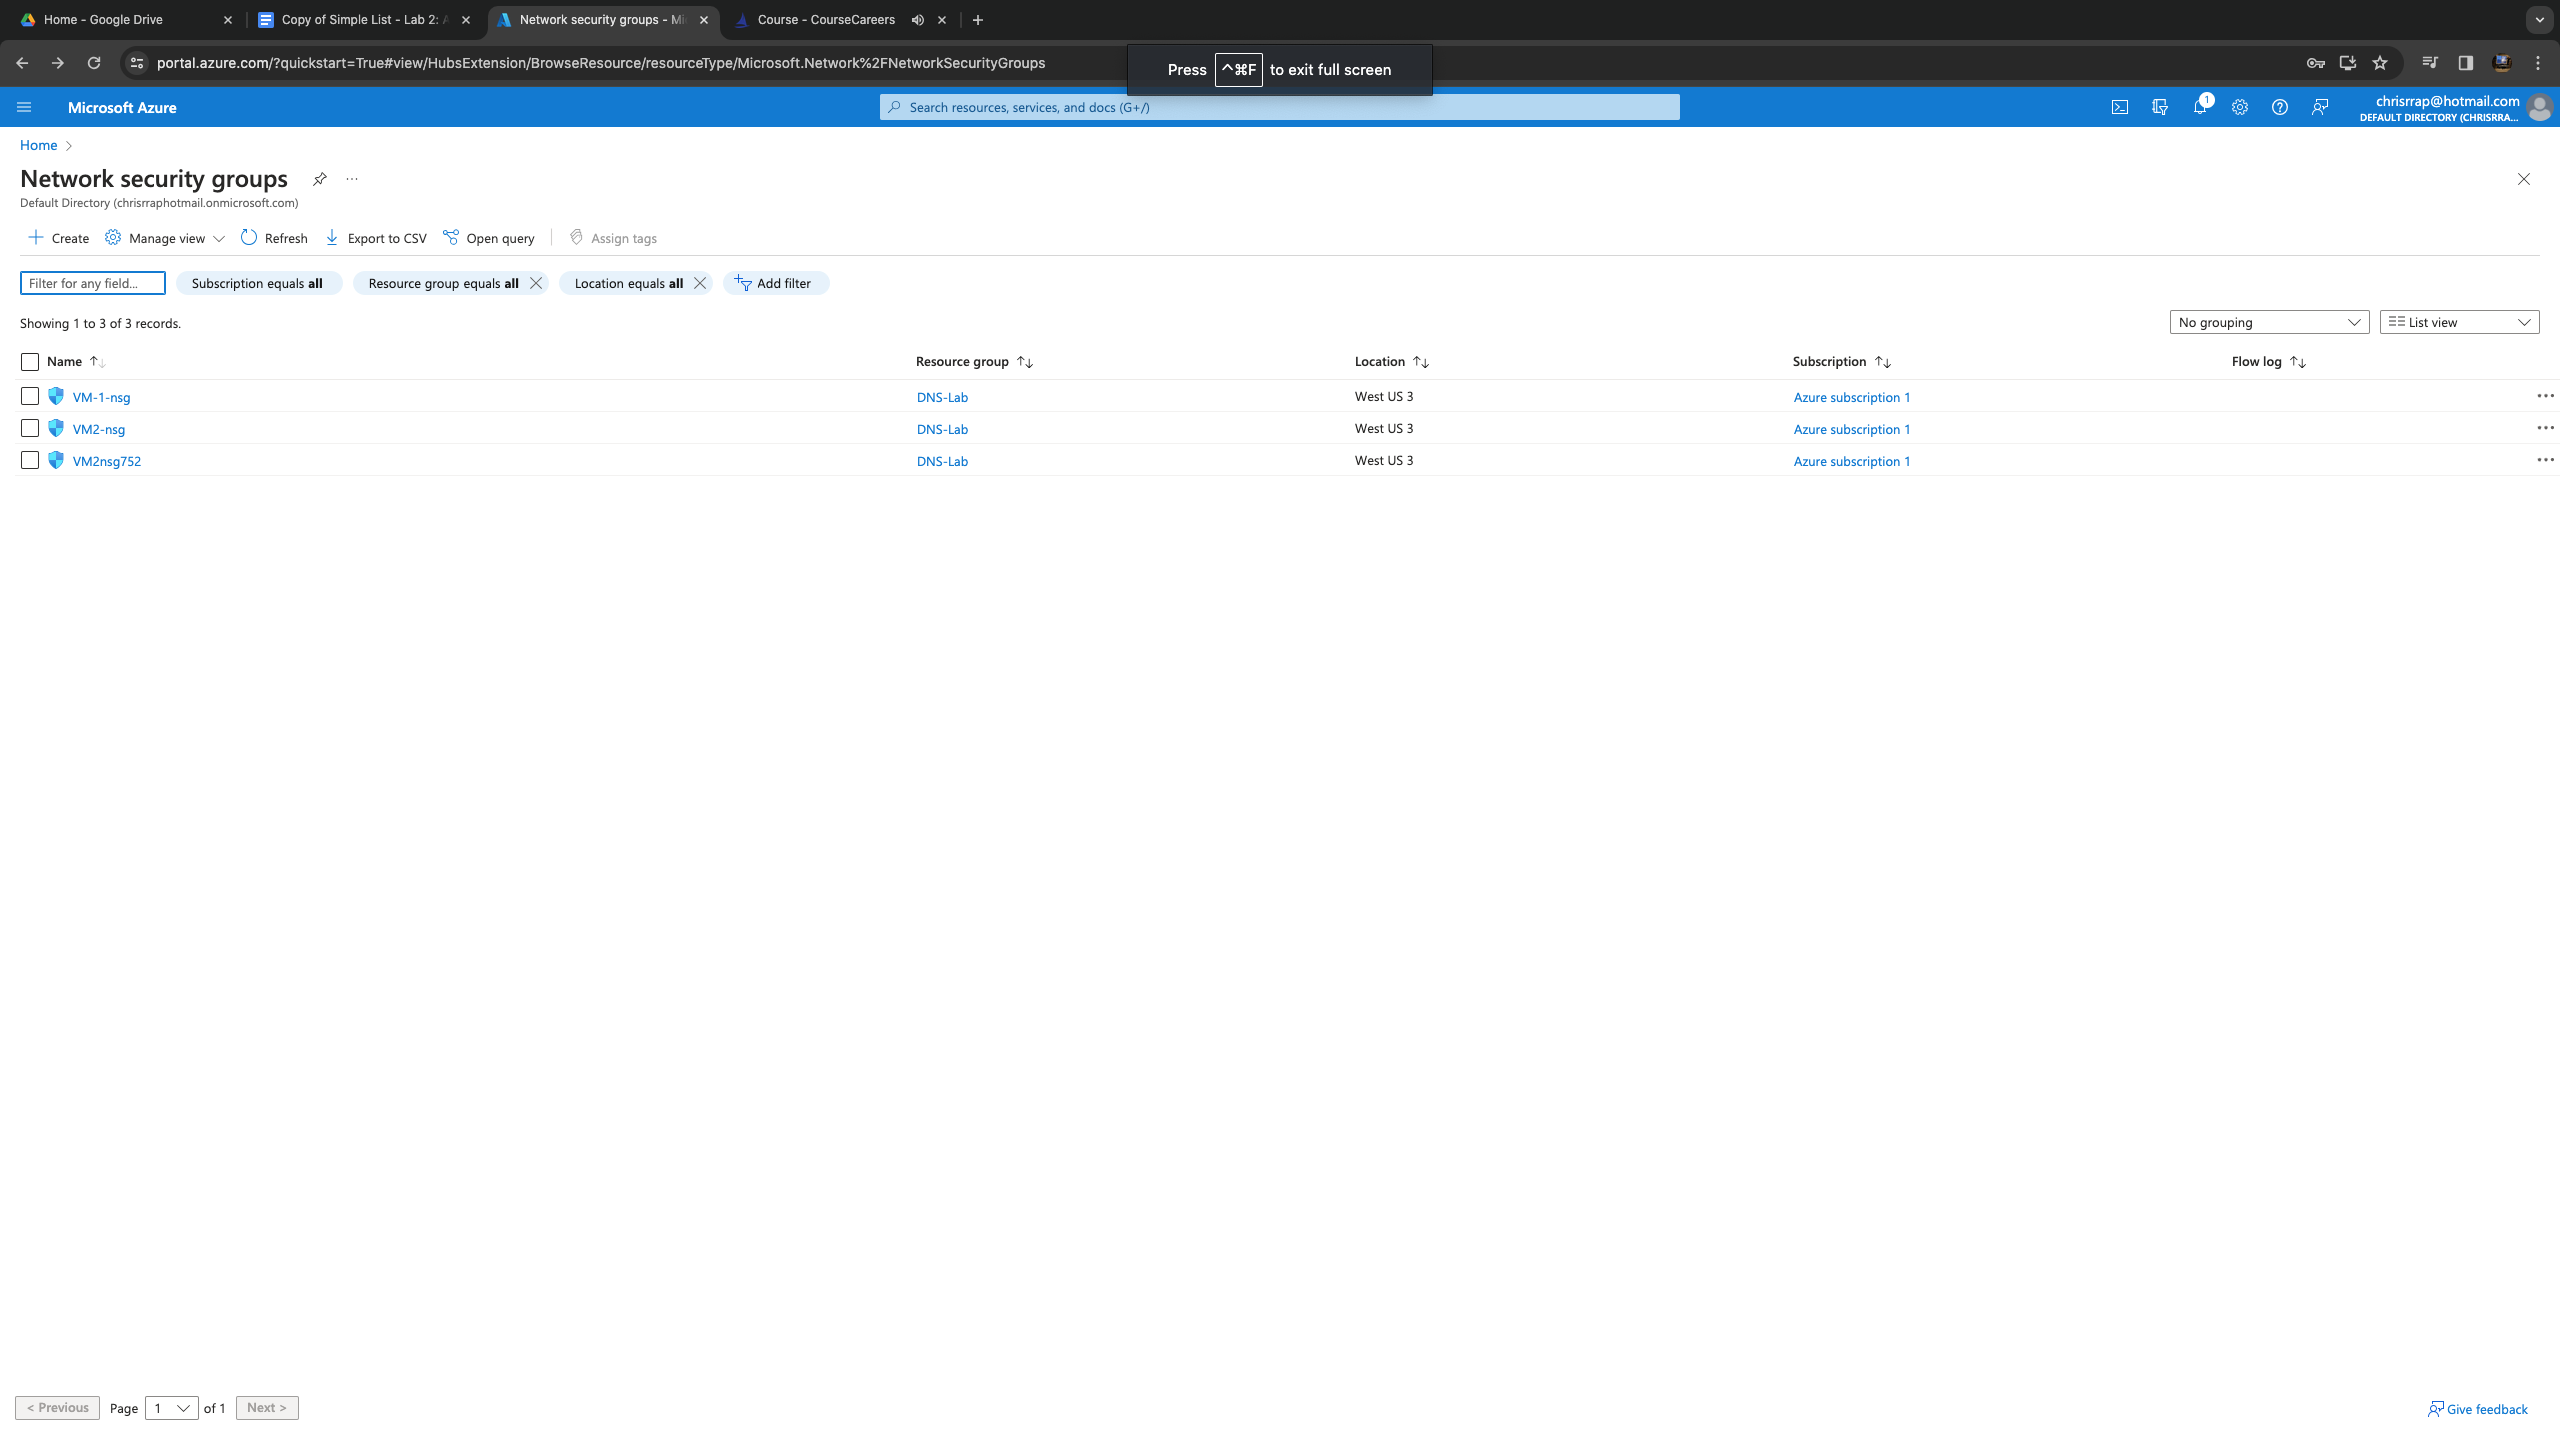 Home - Google Drive
Copy of Simple List - Lab 2: A
Network security groups - Mi
Course - CourseCareers
portal.azure.com/?quickstart=True#view/HubsExtension/BrowseResource/resourceType/Microsoft.Network%2FNetworkSecurityGroups
Press ^⌘F to exit full screen
Microsoft Azure
Search resources, services, and docs (G+/)
1
chrisrrap@hotmail.com
DEFAULT DIRECTORY (CHRISRRA...
Home
Network security groups
Default Directory (chrisrraphotmail.onmicrosoft.com)
Create Manage view Refresh Export to CSV Open query Assign tags
Filter for any field... Subscription equals all Resource group equals all Location equals all Add filter
Showing 1 to 3 of 3 records.
No grouping List view
Name Resource group Location Subscription Flow log
VM-1-nsg DNS-Lab West US 3 Azure subscription 1
VM2-nsg DNS-Lab West US 3 Azure subscription 1
VM2nsg752 DNS-Lab West US 3 Azure subscription 1
< Previous Page 1 of 1 Next >
Give feedback